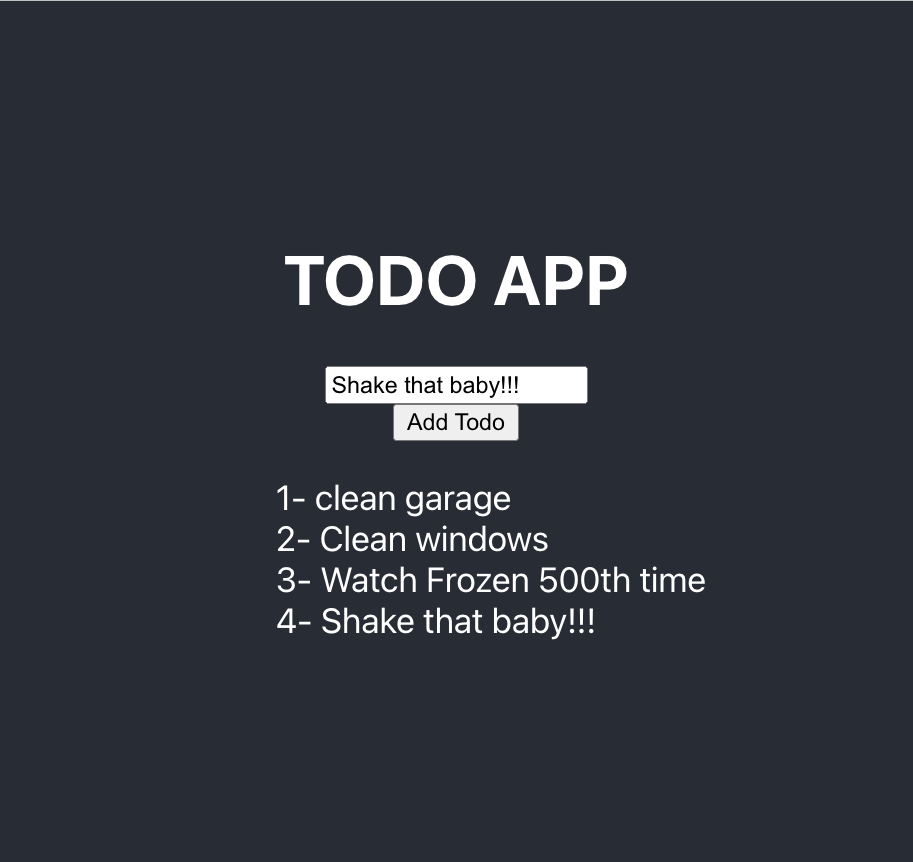 TODO APP
Shake that baby!!!
Add Todo
1- clean garage
2- Clean windows
3- Watch Frozen 500th time
4- Shake that baby!!!